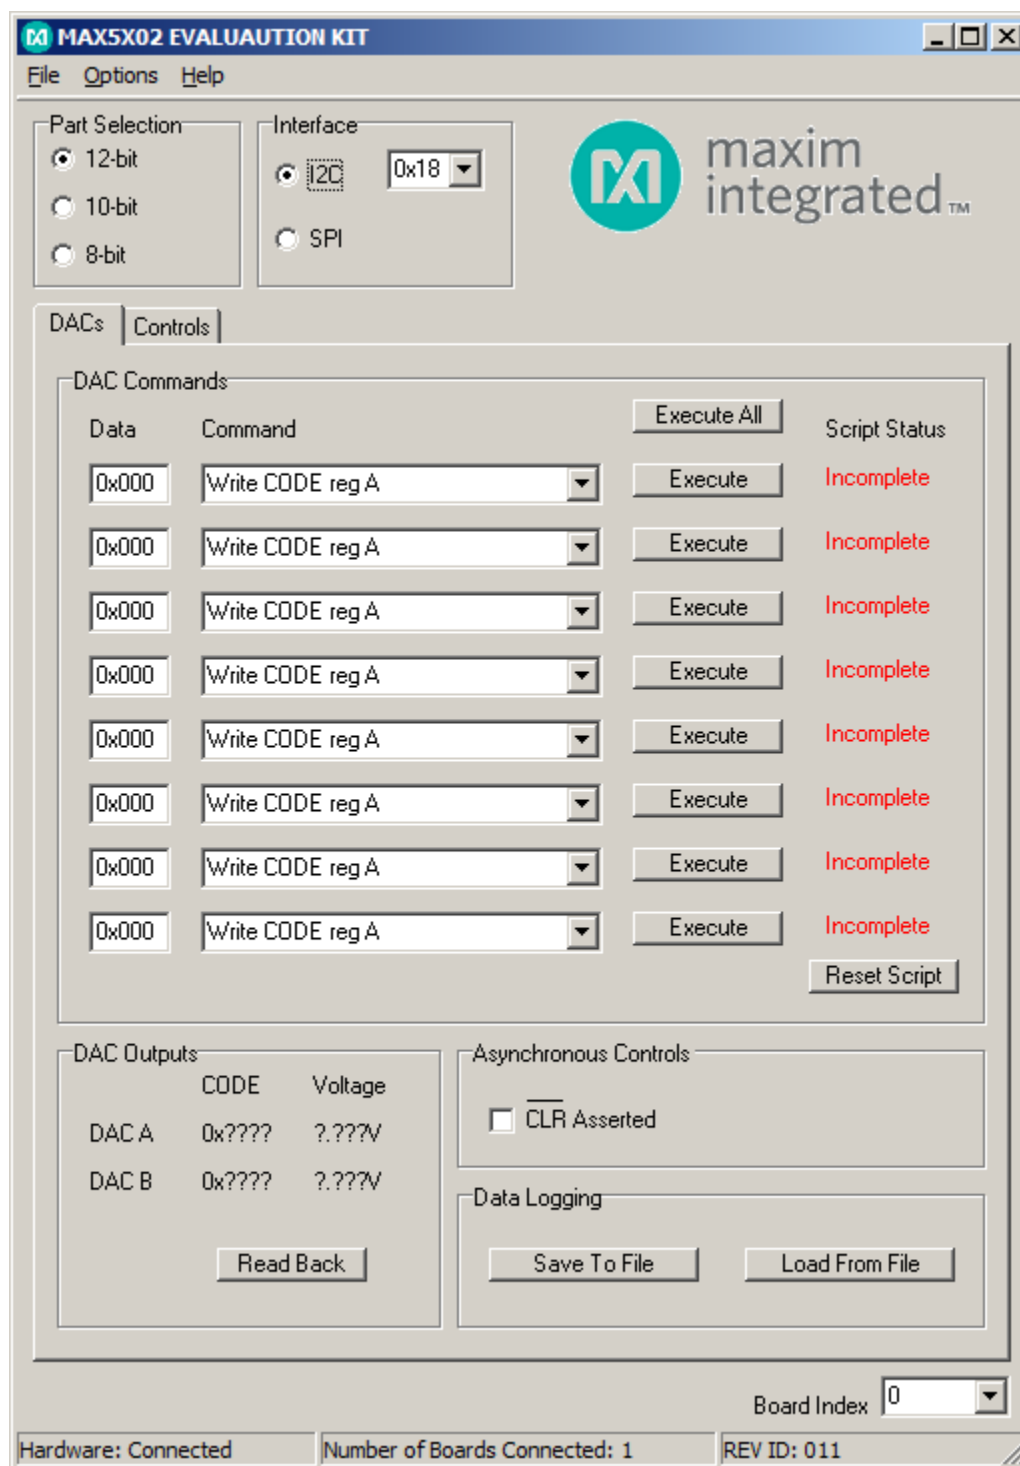 MAX5X02 EVALUAUTION KIT
File Options Help
Part Selection
12-bit
10-bit
8-bit
Interface
I2C 0x18
SPI
maxim
integrated™
DACs Controls
DAC Commands
Data Command Execute All Script Status
0x000 Write CODE reg A Execute Incomplete
0x000 Write CODE reg A Execute Incomplete
0x000 Write CODE reg A Execute Incomplete
0x000 Write CODE reg A Execute Incomplete
0x000 Write CODE reg A Execute Incomplete
0x000 Write CODE reg A Execute Incomplete
0x000 Write CODE reg A Execute Incomplete
0x000 Write CODE reg A Execute Incomplete
Reset Script
DAC Outputs
CODE Voltage
DAC A 0x???? ?.???V
DAC B 0x???? ?.???V
Read Back
Asynchronous Controls
CLR Asserted
Data Logging
Save To File Load From File
Board Index 0
Hardware: Connected Number of Boards Connected: 1 REV ID: 011